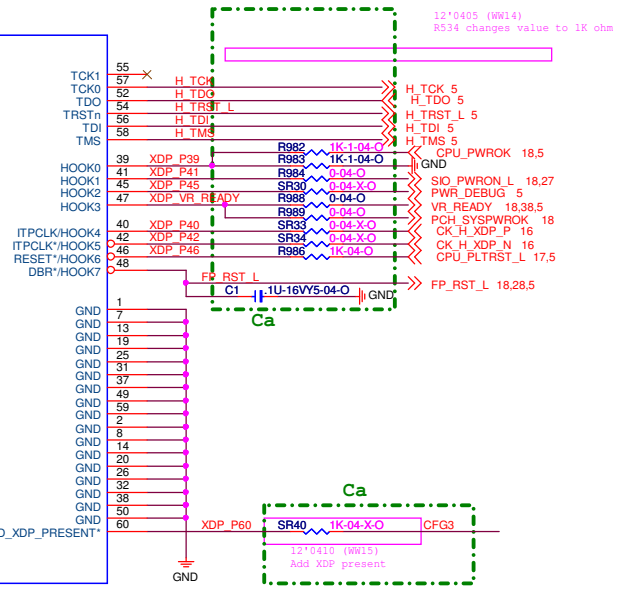 12'0405 (WW14)
R534 changes value to 1K ohm
TCK1 55
TCK0 57 H_TCK H_TCK 5
TDO 52 H_TDO H_TDO 5
TRSTn 54 H_TRST_L H_TRST_L 5
TDI 56 H_TDI H_TDI 5
TMS 58 H_TMS H_TMS 5
R982 1K-1-04-O CPU_PWROK 18,5
HOOK0 39 XDP_P39 R983 1K-1-04-O GND
HOOK1 41 XDP_P41 R984 0-04-O SIO_PWRON_L 18,27
HOOK2 45 XDP_P45 SR30 0-04-X-O PWR_DEBUG 5
HOOK3 47 XDP_VR_READY R988 0-04-O VR_READY 18,38,5
R989 0-04-O PCH_SYSPWROK 18
ITPCLK/HOOK4 40 XDP_P40 SR33 0-04-X-O CK_H_XDP_P 16
ITPCLK*/HOOK5 42 XDP_P42 SR34 0-04-X-O CK_H_XDP_N 16
RESET*/HOOK6 46 XDP_P46 R986 1K-04-O CPU_PLTRST_L 17,5
DBR*/HOOK7 48
FP_RST_L FP_RST_L 18,28,5
C1 .1U-16VY5-04-O GND
Ca
GND 1
GND 7
GND 13
GND 19
GND 25
GND 31
GND 37
GND 49
GND 59
GND 2
GND 8
GND 14
GND 20
GND 26
GND 32
GND 38
GND 50
Ca
D_XDP_PRESENT* 60 XDP_P60 SR40 1K-04-X-O CFG3
12'0410 (WW15)
Add XDP present
GND